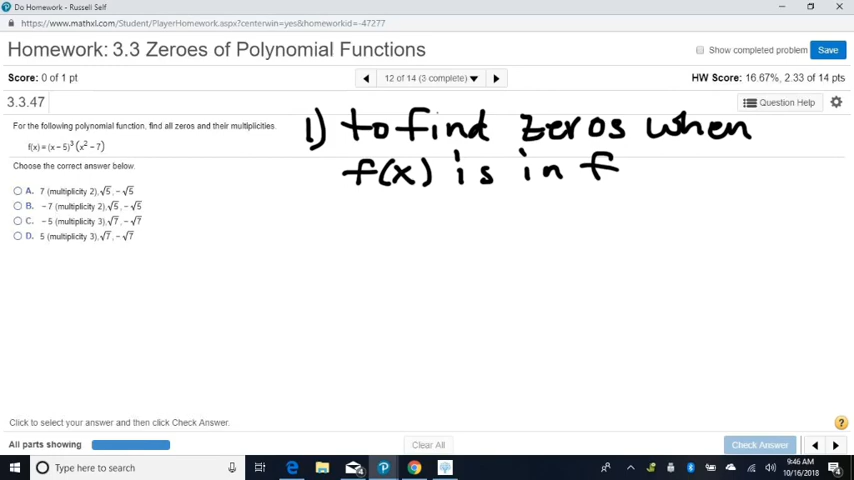 Do Homework - Russell Self
https://www.mathxl.com/Student/PlayerHomework.aspx?centerwin=yes&homeworkid=-47277
Homework: 3.3 Zeroes of Polynomial Functions
Show completed problem
Save
Score: 0 of 1 pt
12 of 14 (3 complete)
HW Score: 16.67%, 2.33 of 14 pts
3.3.47
Question Help
For the following polynomial function, find all zeros and their multiplicities.
f(x) = (x − 5)³ (x² − 7)
Choose the correct answer below.
A. 7 (multiplicity 2), √5, − √5
B. − 7 (multiplicity 2), √5, − √5
C. − 5 (multiplicity 3), √7, − √7
D. 5 (multiplicity 3), √7, − √7
1) to find zeros when
f(x) is in f
Click to select your answer and then click Check Answer.
?
All parts showing
Clear All
Check Answer
Type here to search
9:46 AM
10/16/2018